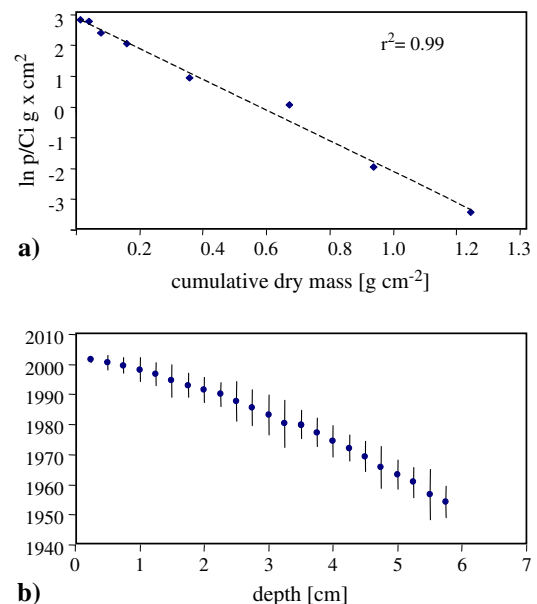 3
2
1
0
-1
-2
-3
ln p/Ci g x cm²
r²= 0.99
0.2 0.4 0.6 0.8 1.0 1.2 1.3
a)
cumulative dry mass [g cm⁻²]
2010
2000
1990
1980
1970
1960
1950
1940
0 1 2 3 4 5 6 7
b)
depth [cm]